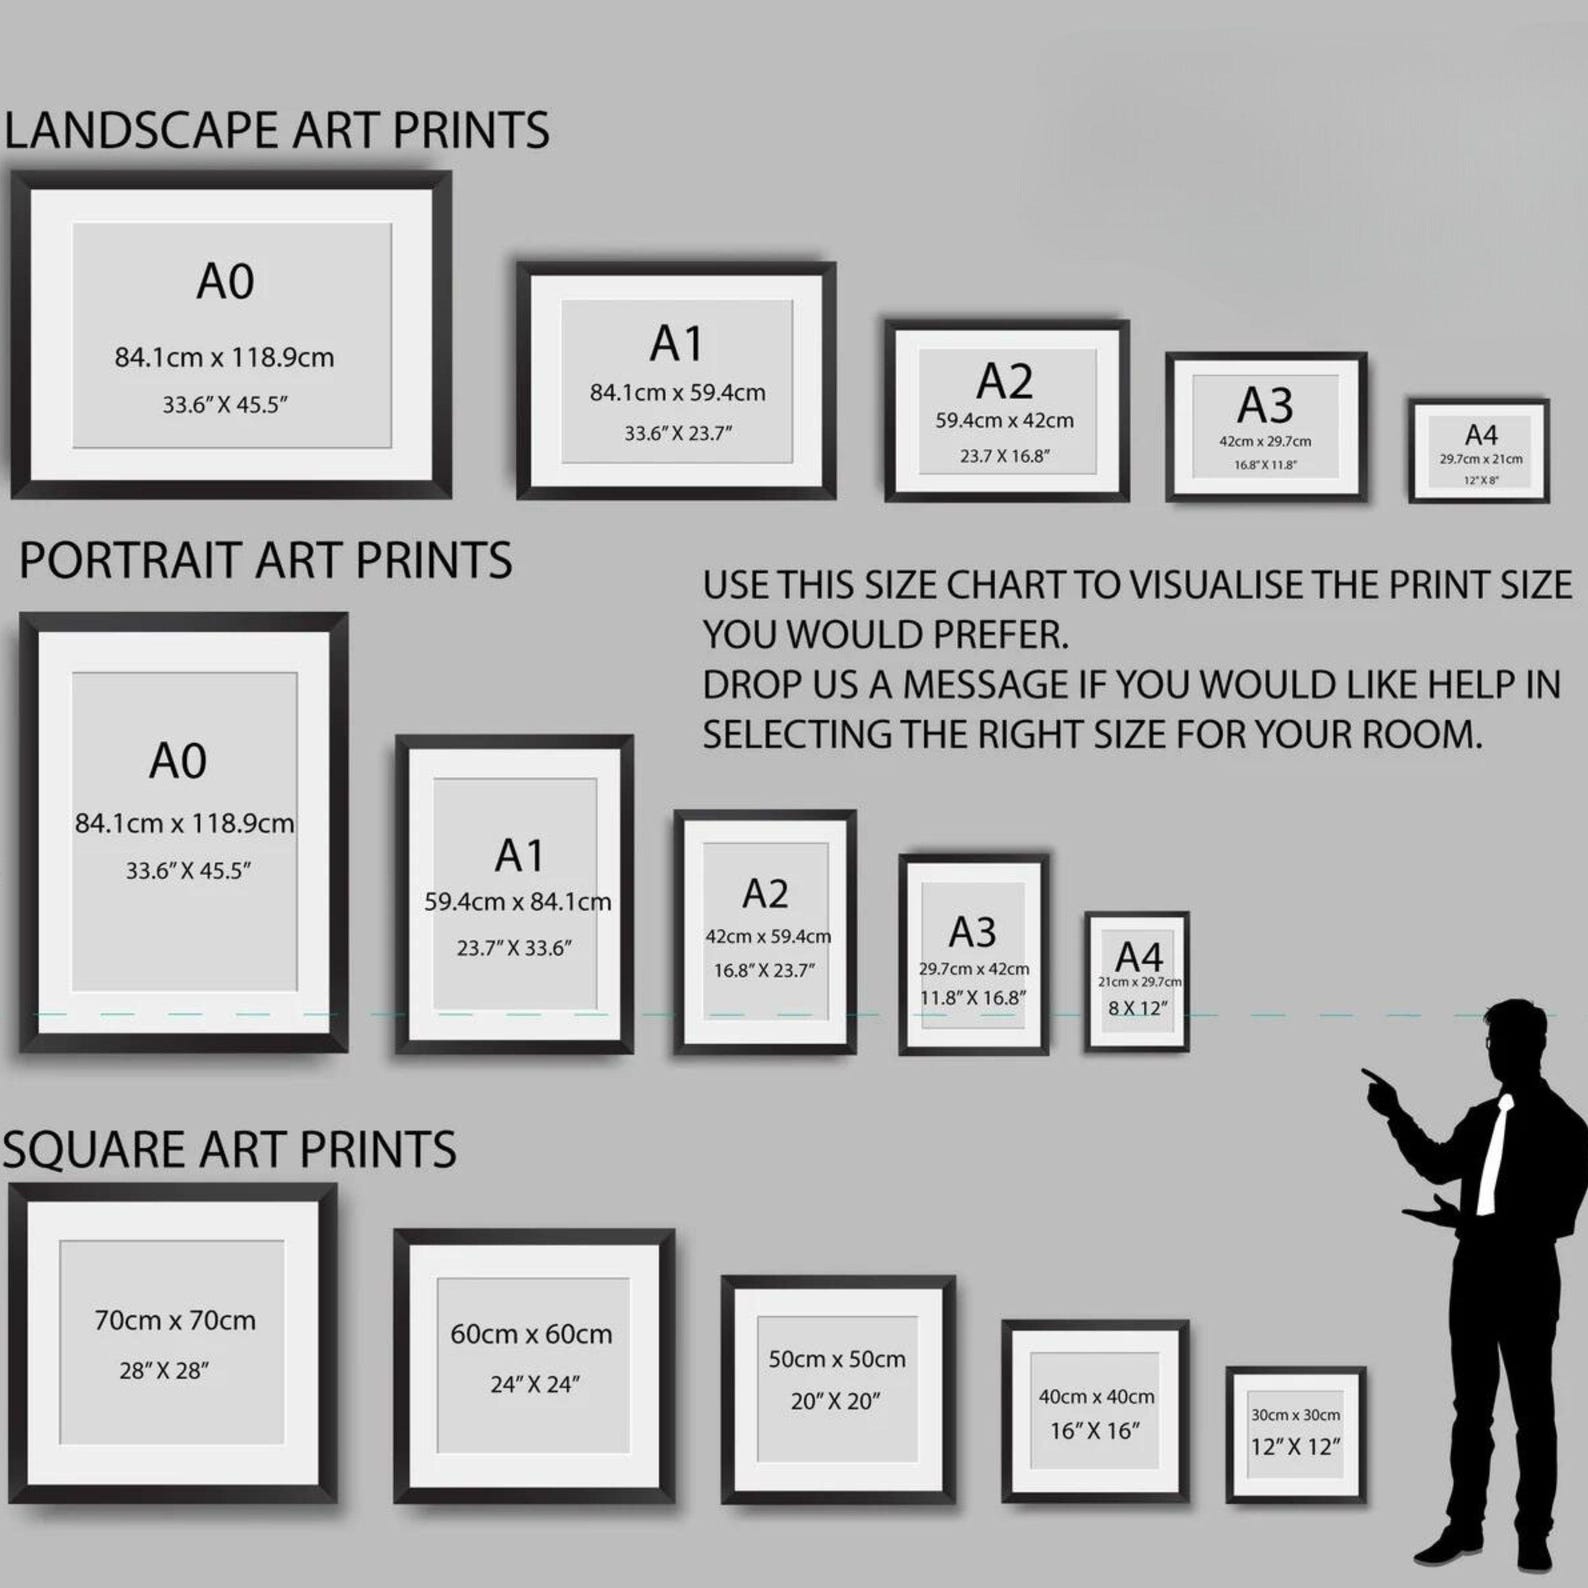 LANDSCAPE ART PRINTS
A0
84.1cm x 118.9cm
33.6" X 45.5"
A1
84.1cm x 59.4cm
33.6" X 23.7"
A2
59.4cm x 42cm
23.7 X 16.8"
A3
42cm x 29.7cm
16.8" X 11.8"
A4
29.7cm x 21cm
12" X 8"
PORTRAIT ART PRINTS
USE THIS SIZE CHART TO VISUALISE THE PRINT SIZE
YOU WOULD PREFER.
DROP US A MESSAGE IF YOU WOULD LIKE HELP IN
SELECTING THE RIGHT SIZE FOR YOUR ROOM.
A0
84.1cm x 118.9cm
33.6" X 45.5"
A1
59.4cm x 84.1cm
23.7" X 33.6"
A2
42cm x 59.4cm
16.8" X 23.7"
A3
29.7cm x 42cm
11.8" X 16.8"
A4
21cm x 29.7cm
8 X 12"
SQUARE ART PRINTS
70cm x 70cm
28" X 28"
60cm x 60cm
24" X 24"
50cm x 50cm
20" X 20"
40cm x 40cm
16" X 16"
30cm x 30cm
12" X 12"